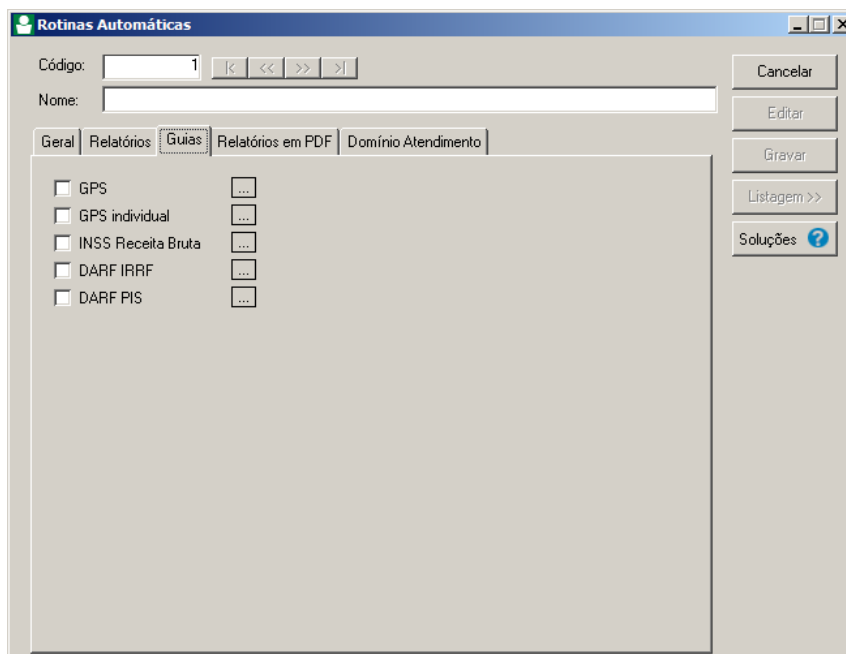 Rotinas Automáticas
Código: 1 |< << >> >|
Nome:
Cancelar
Editar
Gravar
Listagem >>
Soluções ?
Geral Relatórios Guias Relatórios em PDF Domínio Atendimento
GPS ...
GPS individual ...
INSS Receita Bruta ...
DARF IRRF ...
DARF PIS ...